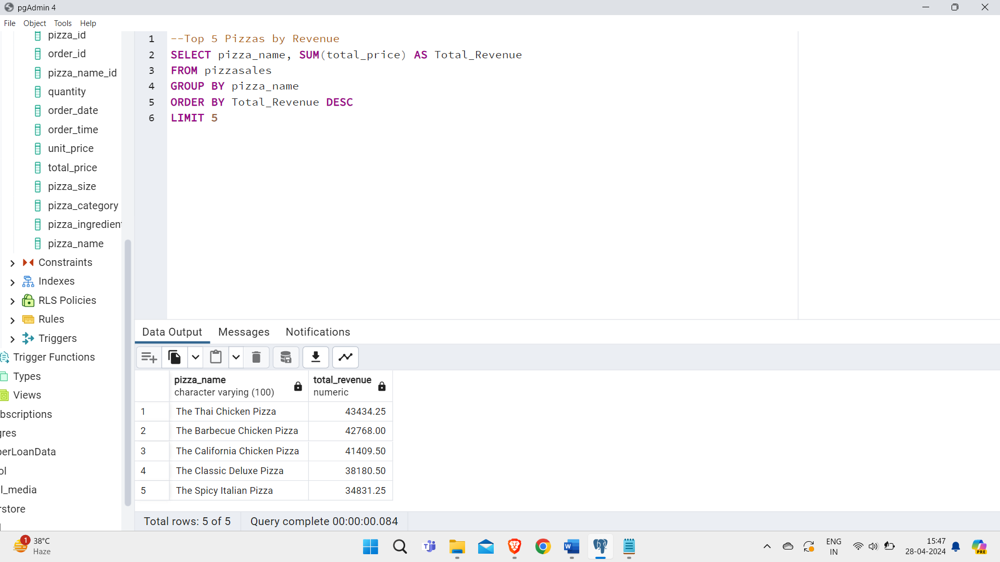 pgAdmin 4
File Object Tools Help
pizza_id
order_id
pizza_name_id
quantity
order_date
order_time
unit_price
total_price
pizza_size
pizza_category
pizza_ingredien
pizza_name
Constraints
Indexes
RLS Policies
Rules
Triggers
Trigger Functions
Types
Views
bscriptions
gres
perLoanData
ol
l_media
rstore
1 --Top 5 Pizzas by Revenue
2 SELECT pizza_name, SUM(total_price) AS Total_Revenue
3 FROM pizzasales
4 GROUP BY pizza_name
5 ORDER BY Total_Revenue DESC
6 LIMIT 5
Data Output Messages Notifications
pizza_name total_revenue
character varying (100) numeric
1 The Thai Chicken Pizza 43434.25
2 The Barbecue Chicken Pizza 42768.00
3 The California Chicken Pizza 41409.50
4 The Classic Deluxe Pizza 38180.50
5 The Spicy Italian Pizza 34831.25
Total rows: 5 of 5 Query complete 00:00:00.084
1 38°C
Haze
ENG
IN
15:47
28-04-2024
PRE